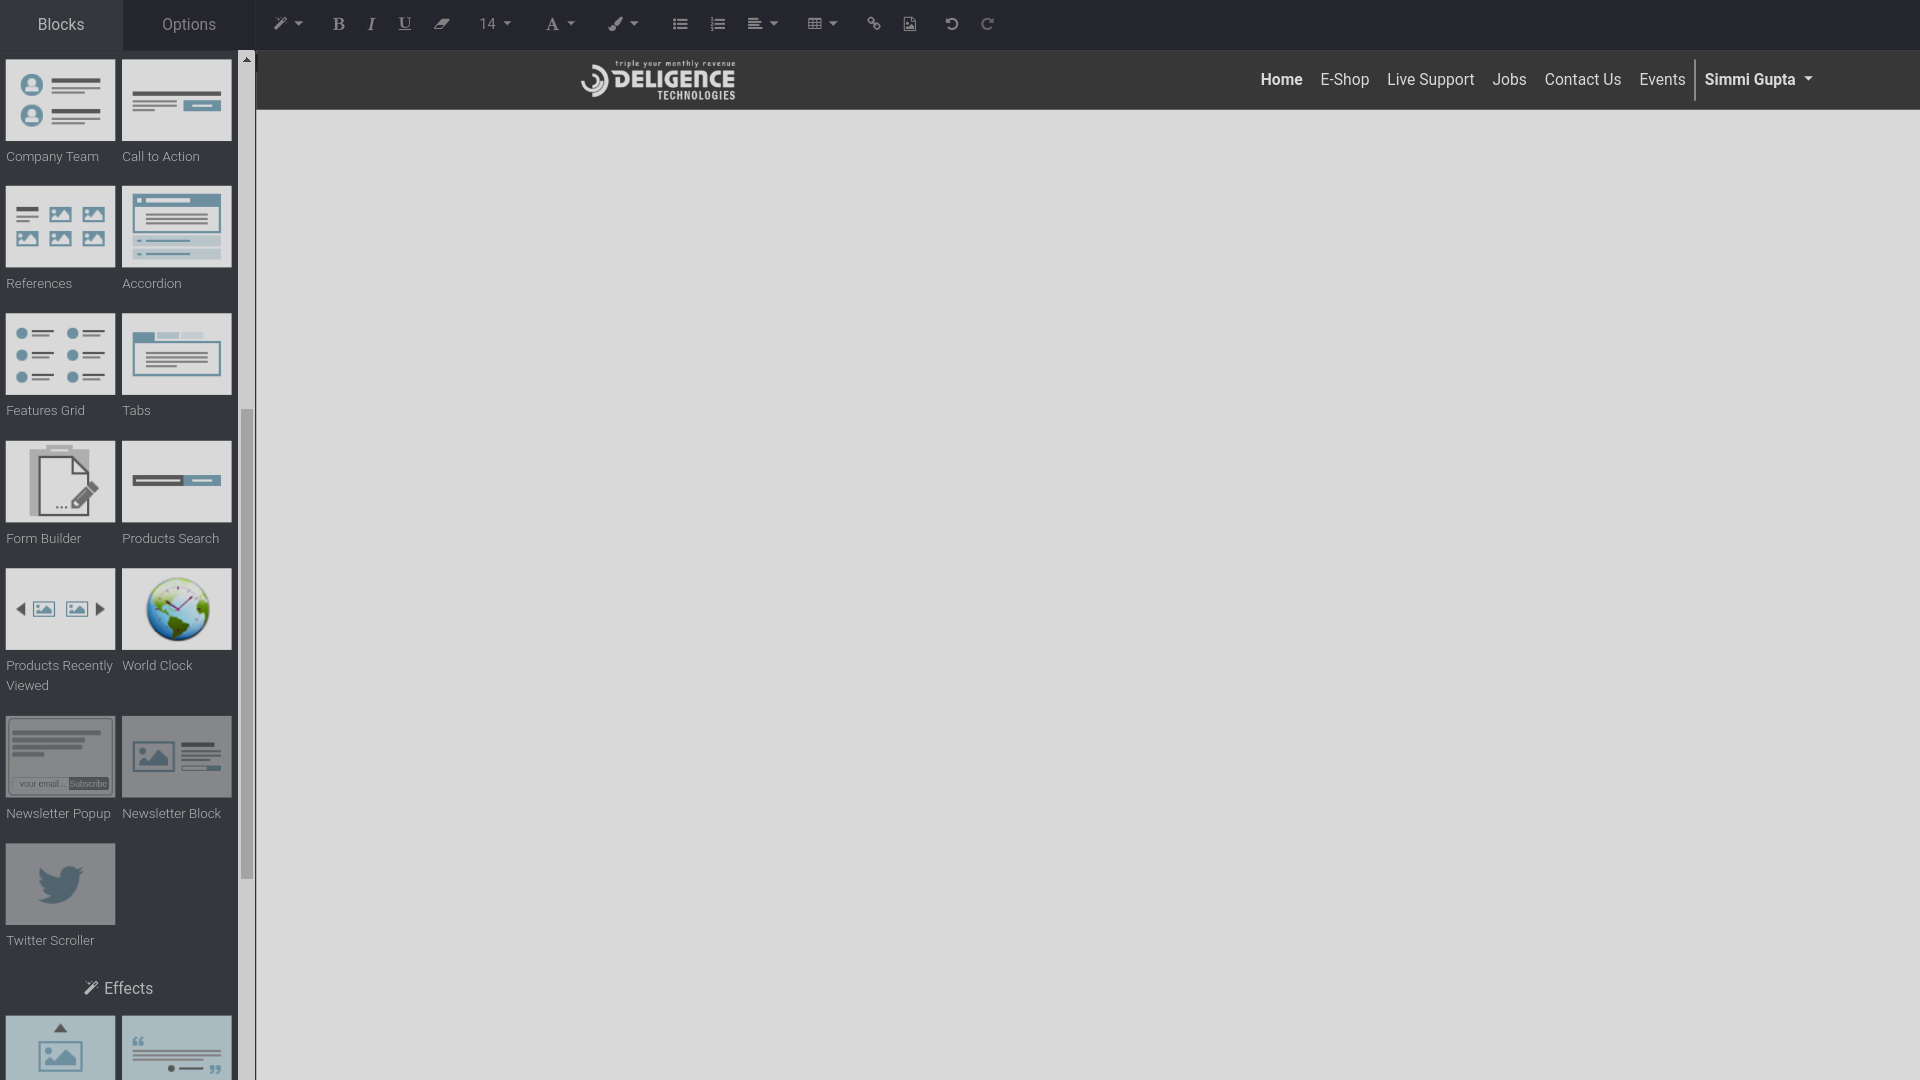 Blocks
Options
B
I
U
14
A
triple your monthly revenue
DELIGENCE
TECHNOLOGIES
Home
E-Shop
Live Support
Jobs
Contact Us
Events
Simmi Gupta
Company Team
Call to Action
References
Accordion
Features Grid
Tabs
Form Builder
Products Search
Products Recently
Viewed
World Clock
your email...
Subscribe
Newsletter Popup
Newsletter Block
Twitter Scroller
Effects